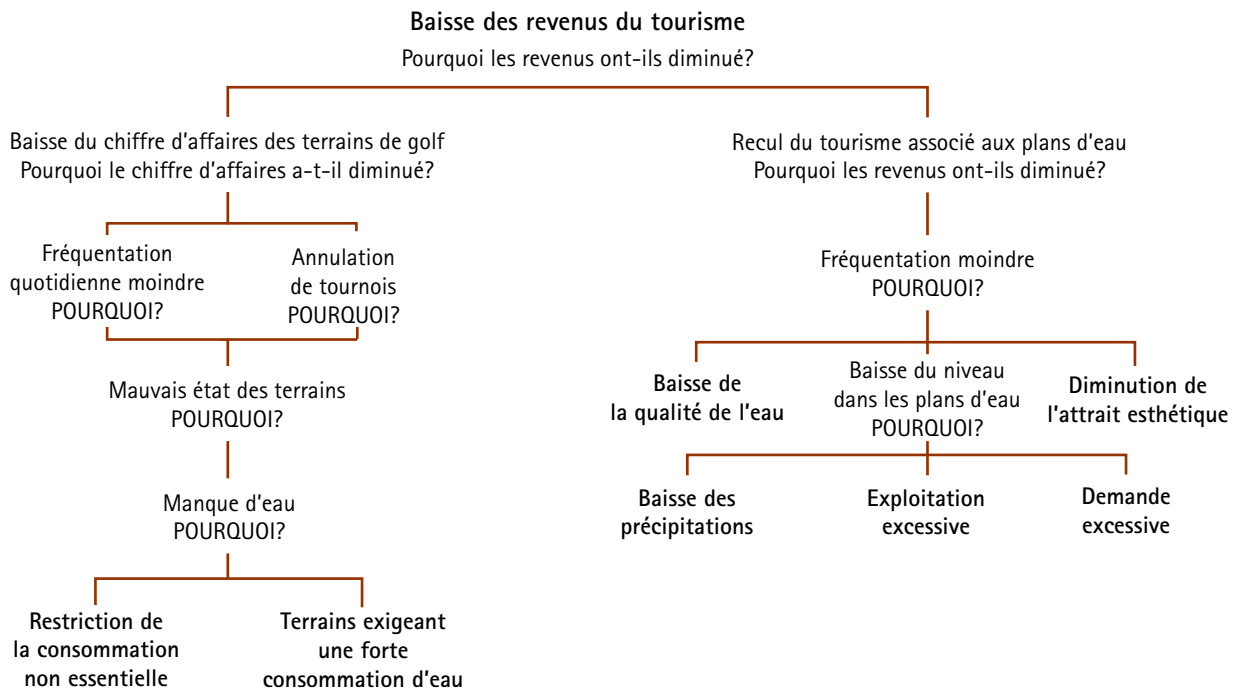 Baisse des revenus du tourisme
Pourquoi les revenus ont-ils diminué?
Baisse du chiffre d'affaires des terrains de golf
Pourquoi le chiffre d'affaires a-t-il diminué?
Recul du tourisme associé aux plans d'eau
Pourquoi les revenus ont-ils diminué?
Fréquentation
quotidienne moindre
POURQUOI?
Annulation
de tournois
POURQUOI?
Fréquentation moindre
POURQUOI?
Mauvais état des terrains
POURQUOI?
Baisse de
la qualité de l'eau
Baisse du niveau
dans les plans d'eau
POURQUOI?
Diminution de
l'attrait esthétique
Manque d'eau
POURQUOI?
Baisse des
précipitations
Exploitation
excessive
Demande
excessive
Restriction de
la consommation
non essentielle
Terrains exigeant
une forte
consommation d'eau